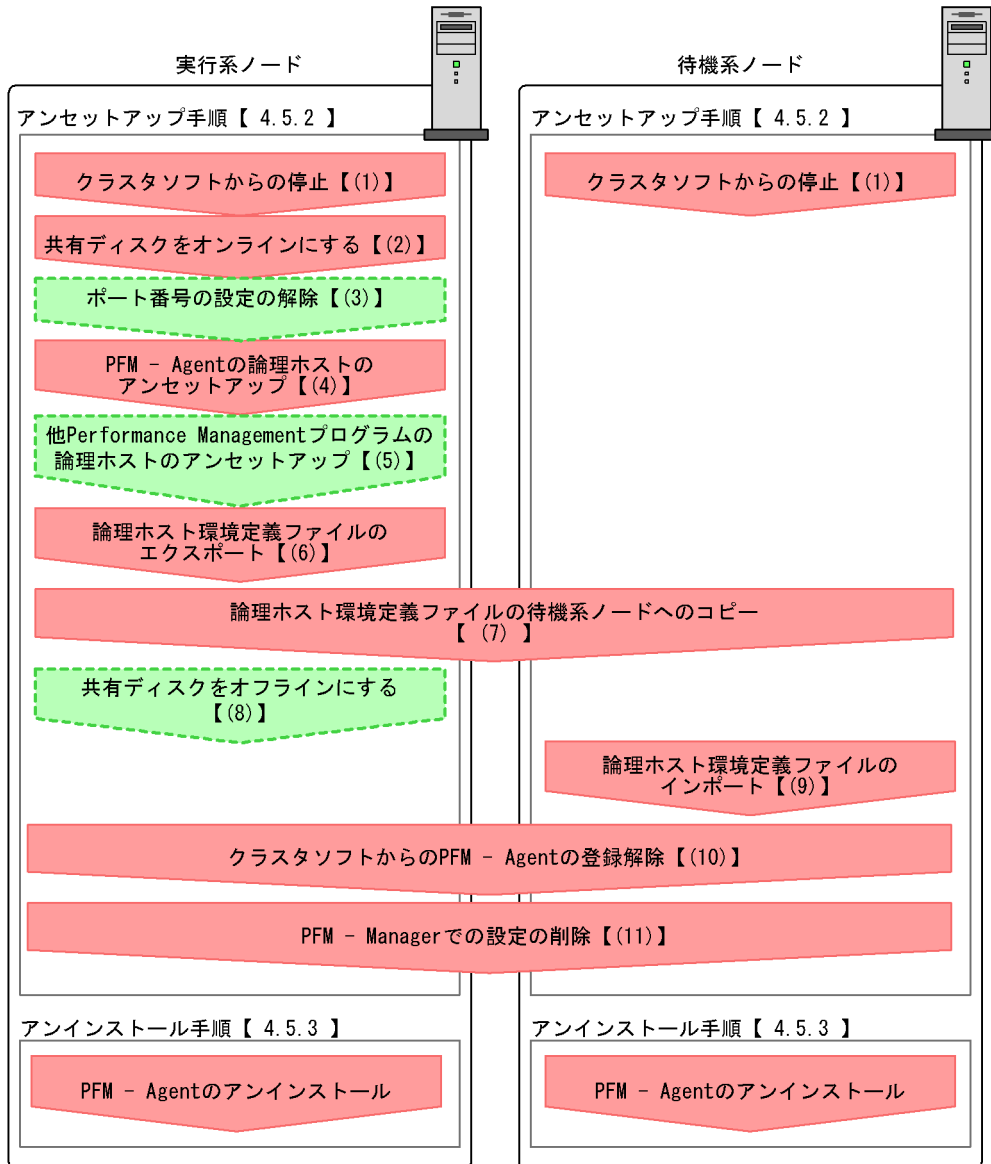 実行系ノード
待機系ノード
アンセットアップ手順【 4.5.2 】
アンセットアップ手順【 4.5.2 】
クラスタソフトからの停止【(1)】
クラスタソフトからの停止【(1)】
共有ディスクをオンラインにする【(2)】
ポート番号の設定の解除【(3)】
PFM - Agentの論理ホストの
アンセットアップ【(4)】
他Performance Managementプログラムの
論理ホストのアンセットアップ【(5)】
論理ホスト環境定義ファイルの
エクスポート【(6)】
論理ホスト環境定義ファイルの待機系ノードへのコピー
【 (7) 】
共有ディスクをオフラインにする
【(8)】
論理ホスト環境定義ファイルの
インポート【(9)】
クラスタソフトからのPFM - Agentの登録解除【(10)】
PFM - Managerでの設定の削除【(11)】
アンインストール手順【 4.5.3 】
アンインストール手順【 4.5.3 】
PFM - Agentのアンインストール
PFM - Agentのアンインストール